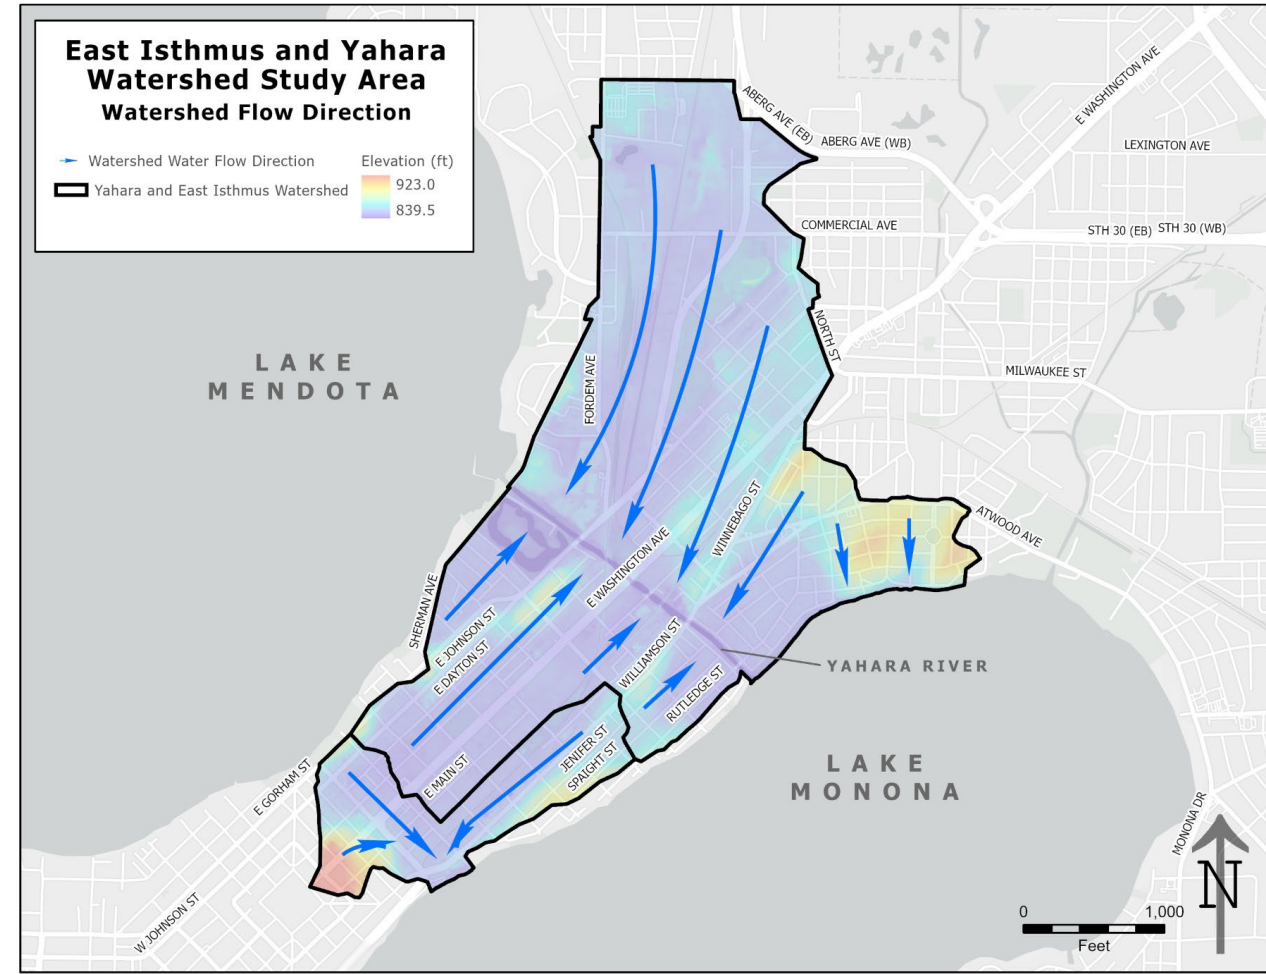 East Isthmus and Yahara
Watershed Study Area
Watershed Flow Direction
Watershed Water Flow Direction
Yahara and East Isthmus Watershed
Elevation (ft)
923.0
839.5
ABERG AVE (EB)
ABERG AVE (WB)
E WASHINGTON AVE
LEXINGTON AVE
COMMERCIAL AVE
STH 30 (EB)
STH 30 (WB)
NORTH ST
LAKE
MENDOTA
FORDEM AVE
MILWAUKEE ST
WINNEBAGO ST
ATWOOD AVE
E WASHINGTON AVE
SHERMAN AVE
E JOHNSON ST
E DAYTON ST
WILLIAMSON ST
RUTLEDGE ST
YAHARA RIVER
JENIFER ST
SPAIGHT ST
E MAIN ST
E GORHAM ST
LAKE
MONONA
MONONA DR
W JOHNSON ST
N
0
1,000
Feet